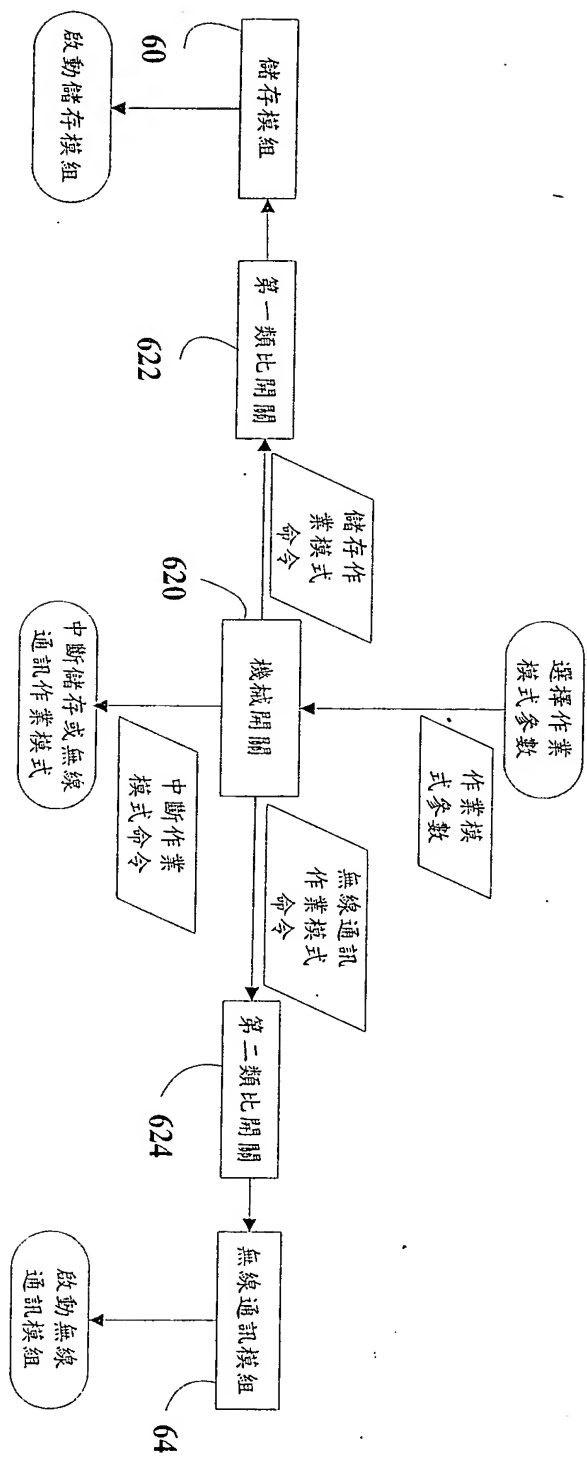 選擇作業
模式參數
作業模
式參數
儲存作
業模式
命令
無線通訊
作業模式
命令
儲存模組
60
第一類比開關
622
機械開關
620
第二類比開關
624
無線通訊模組
64
中斷作業
模式命令
啟動儲存模組
中斷儲存或無線
通訊作業模式
啟動無線
通訊模組